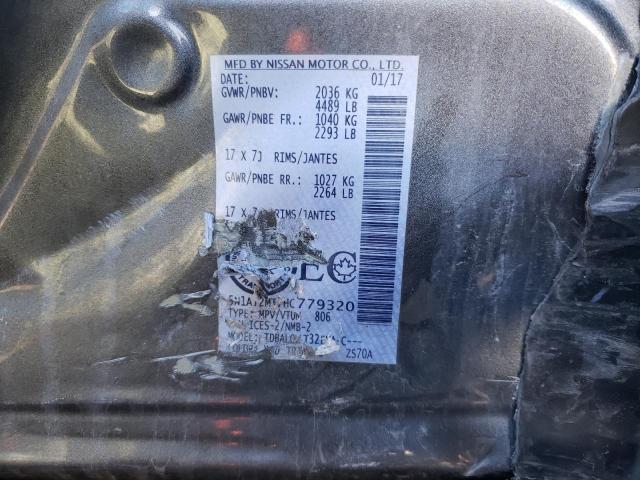 MFD BY NISSAN MOTOR CO., LTD.
DATE: 01/17
GVWR/PNBV: 2036 KG
4489 LB
GAWR/PNBE FR.: 1040 KG
2293 LB
17 X 7J RIMS/JANTES
GAWR/PNBE RR.: 1027 KG
2264 LB
17 X RIMS/JANTES
779320
TYPE: MPV/VTUM 806
ICES-2/NMB-2
MODEL:
ZS70A